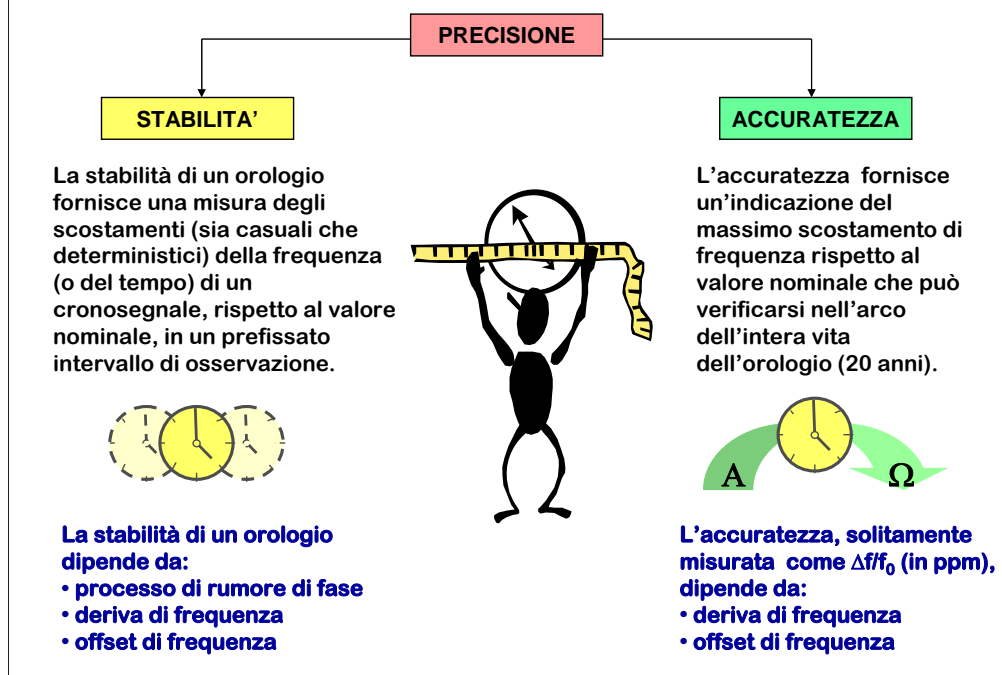 PRECISIONE
STABILITA’
La stabilità di un orologio
fornisce una misura degli
scostamenti (sia casuali che
deterministici) della frequenza
(o del tempo) di un
cronosegnale, rispetto al valore
nominale, in un prefissato
intervallo di osservazione.
La stabilità di un orologio
dipende da:
• processo di rumore di fase
• deriva di frequenza
• offset di frequenza
ACCURATEZZA
L’accuratezza fornisce
un’indicazione del
massimo scostamento di
frequenza rispetto al
valore nominale che può
verificarsi nell’arco
dell’intera vita
dell’orologio (20 anni).
Α Ω
L’accuratezza, solitamente
misurata come Δf/f₀ (in ppm),
dipende da:
• deriva di frequenza
• offset di frequenza